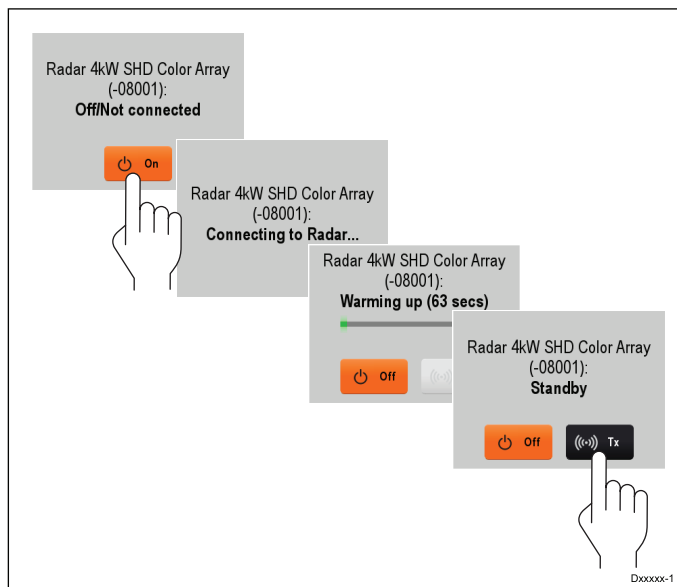 Radar 4kW SHD Color Array
(-08001):
Off/Not connected
On
Radar 4kW SHD Color Array
(-08001):
Connecting to Radar...
Radar 4kW SHD Color Array
(-08001):
Warming up (63 secs)
Off
Radar 4kW SHD Color Array
(-08001):
Standby
Off
Tx
Dxxxxx-1